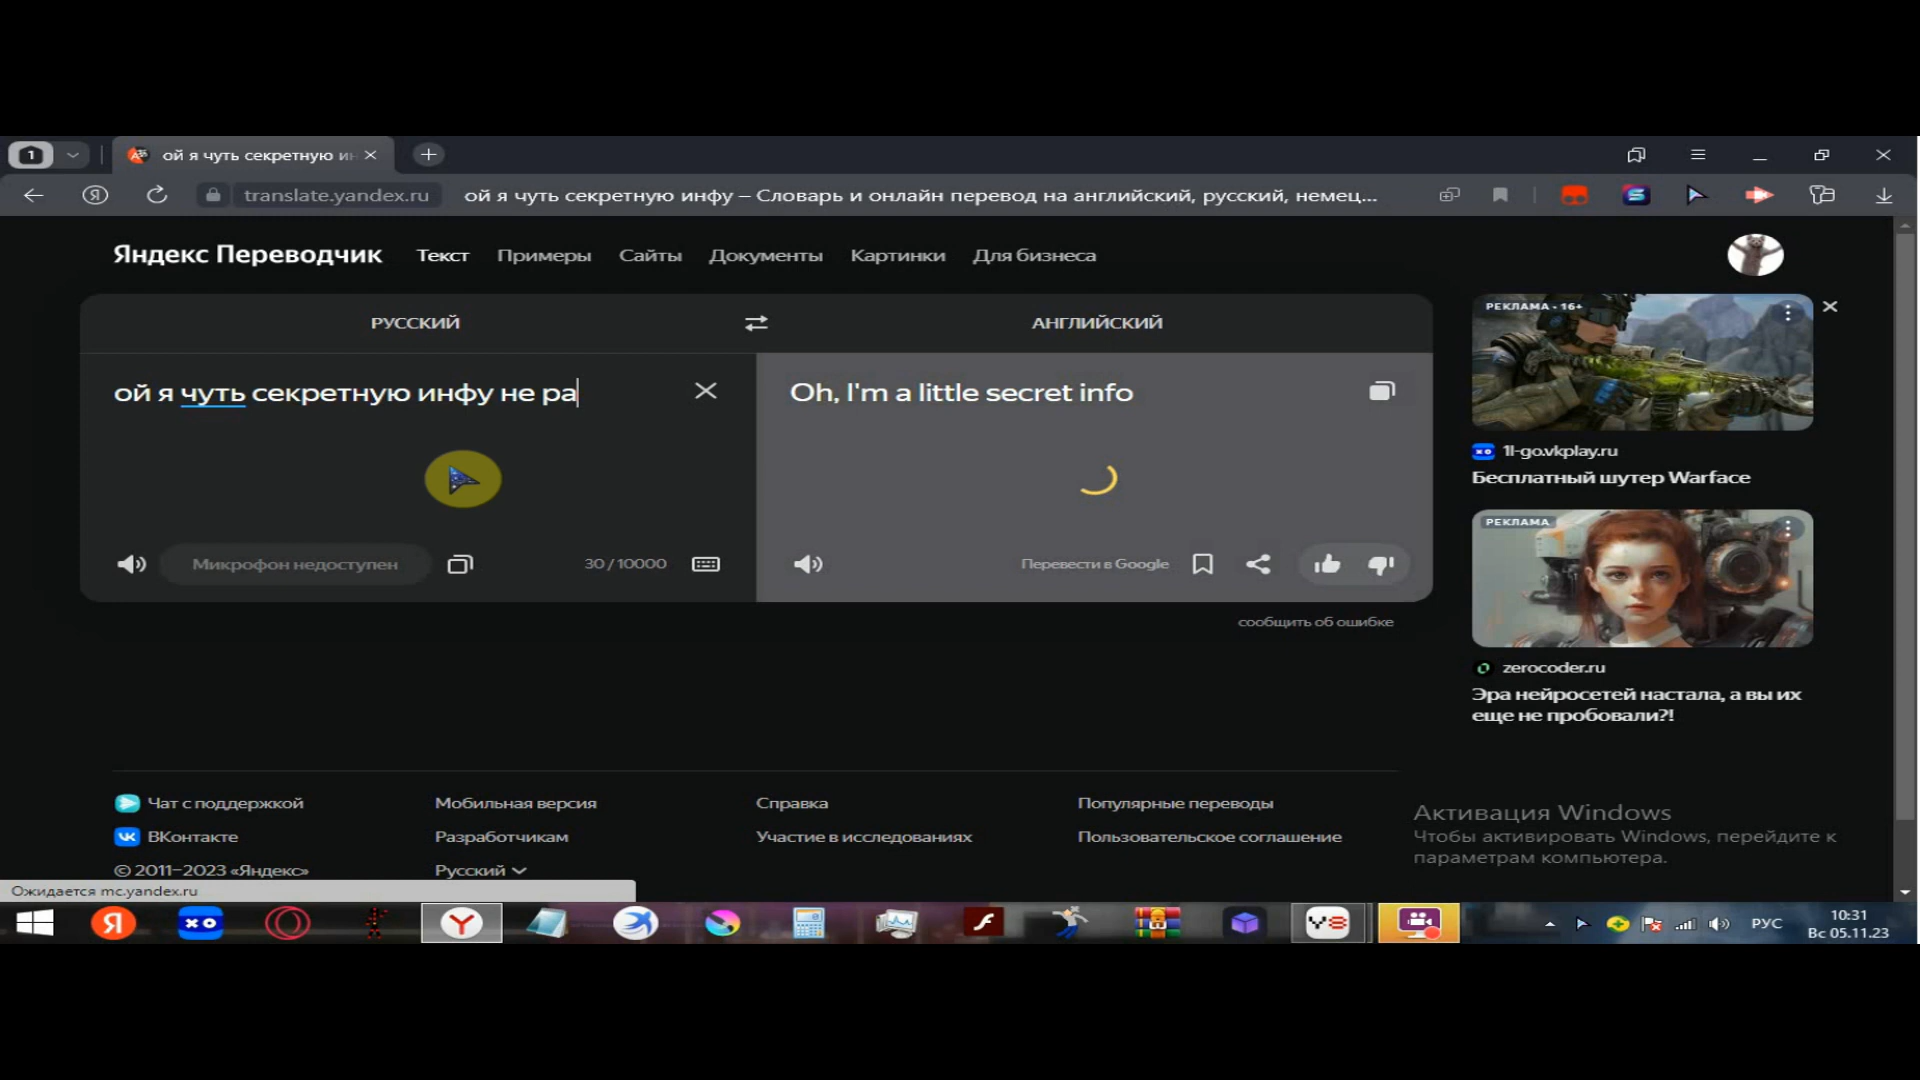 1
ой я чуть секретную ин
translate.yandex.ru
ой я чуть секретную инфу – Словарь и онлайн перевод на английский, русский, немец...
Яндекс Переводчик
Текст
Примеры
Сайты
Документы
Картинки
Для бизнеса
РУССКИЙ
АНГЛИЙСКИЙ
ой я чуть секретную инфу не ра
Oh, I'm a little secret info
Микрофон недоступен
30 / 10000
Перевести в Google
сообщить об ошибке
РЕКЛАМА • 16+
1l-go.vkplay.ru
Бесплатный шутер Warface
РЕКЛАМА
zerocoder.ru
Эра нейросетей настала, а вы их
еще не пробовали?!
Чат с поддержкой
Мобильная версия
Справка
Популярные переводы
ВКонтакте
Разработчикам
Участие в исследованиях
Пользовательское соглашение
© 2011–2023 «Яндекс»
Русский
Активация Windows
Чтобы активировать Windows, перейдите к
параметрам компьютера.
Ожидается mc.yandex.ru
РУС
10:31
Вс 05.11.23